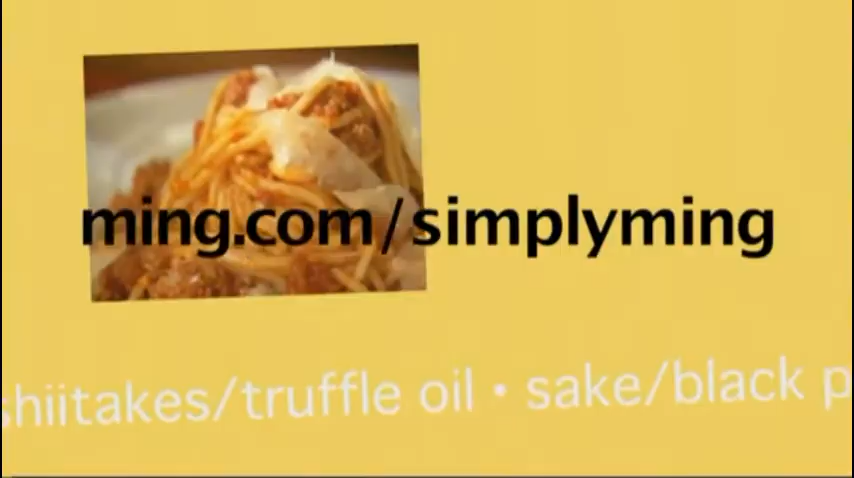 ming.com/simplyming
shiitakes/truffle oil • sake/black p